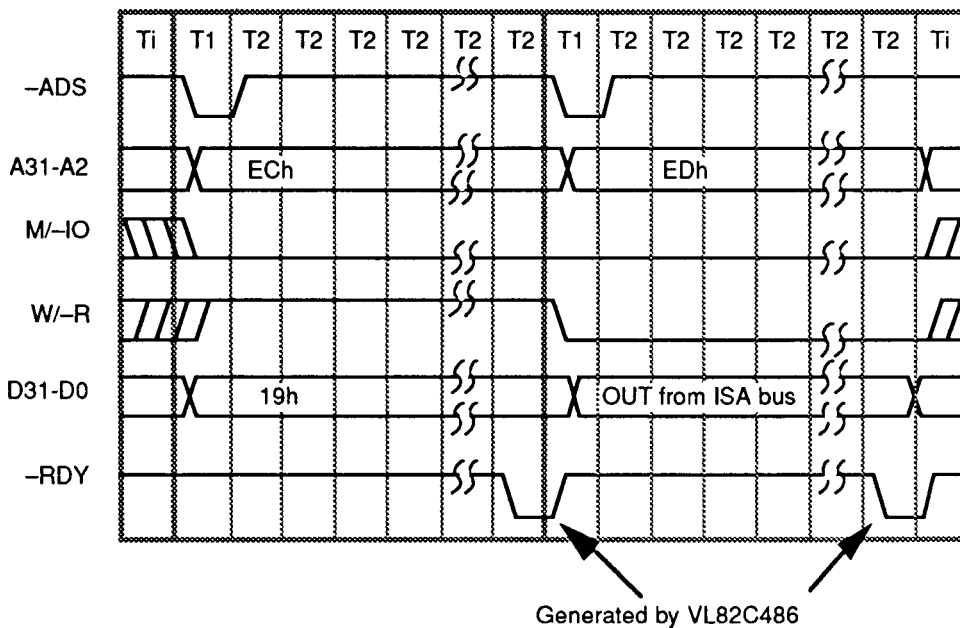 Ti T1 T2 T2 T2 T2 T2 T2 T1 T2 T2 T2 T2 T2 T2 Ti
–ADS
A31-A2 ECh EDh
M/–IO
W/–R
D31-D0 19h OUT from ISA bus
–RDY
Generated by VL82C486